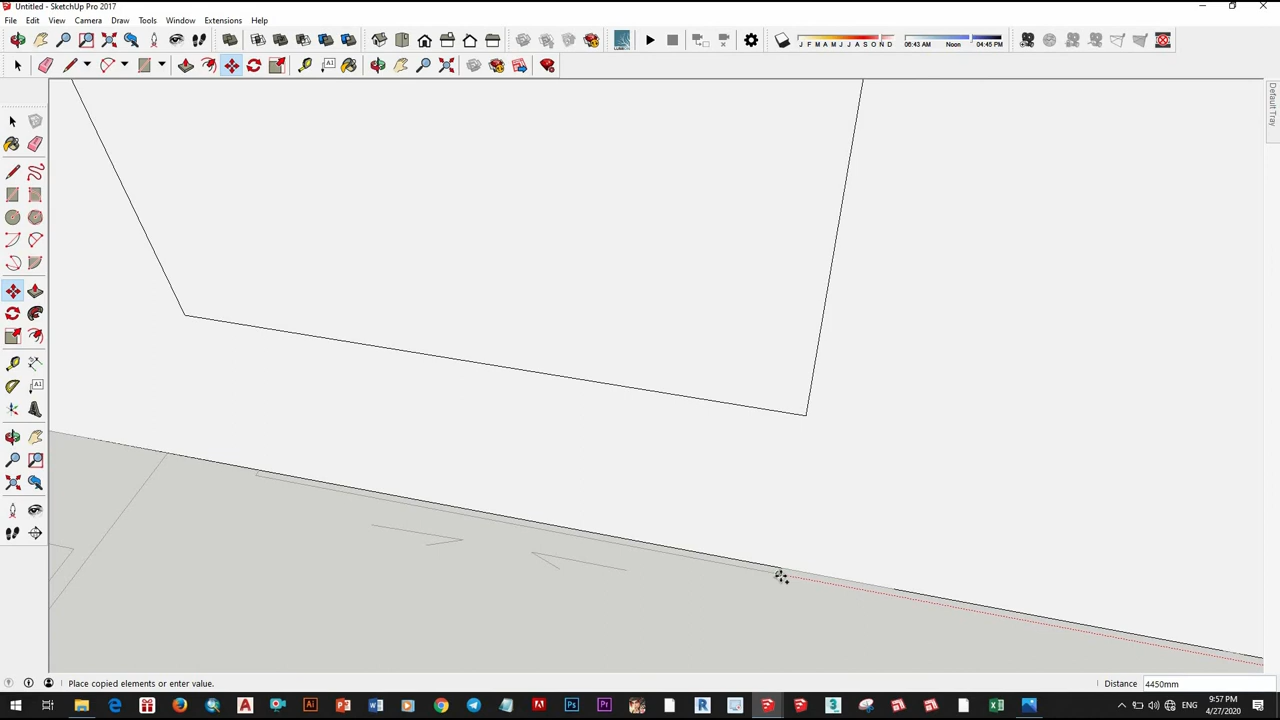 Untitled - SketchUp Pro 2017
File Edit View Camera Draw Tools Window Extensions Help
J F M A M J J A S O N D
06:43 AM Noon 04:45 PM
Default Tray
Place copied elements or enter value.
Distance 4450mm
ENG
9:57 PM
4/27/2020